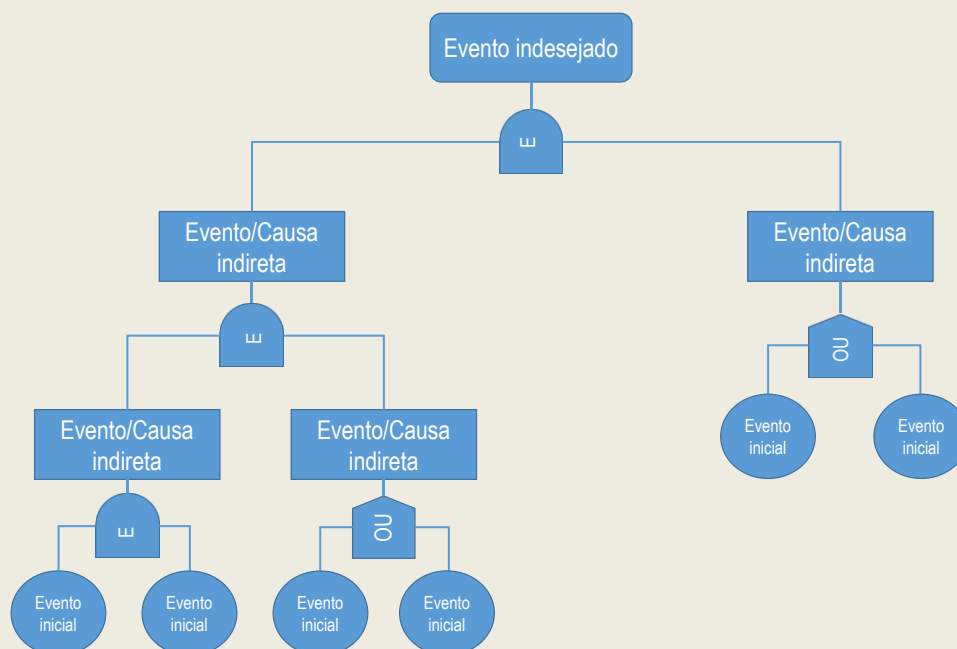 Evento indesejado
E
Evento/Causa
indireta
Evento/Causa
indireta
E
OU
Evento/Causa
indireta
Evento/Causa
indireta
Evento
inicial
Evento
inicial
E
OU
Evento
inicial
Evento
inicial
Evento
inicial
Evento
inicial